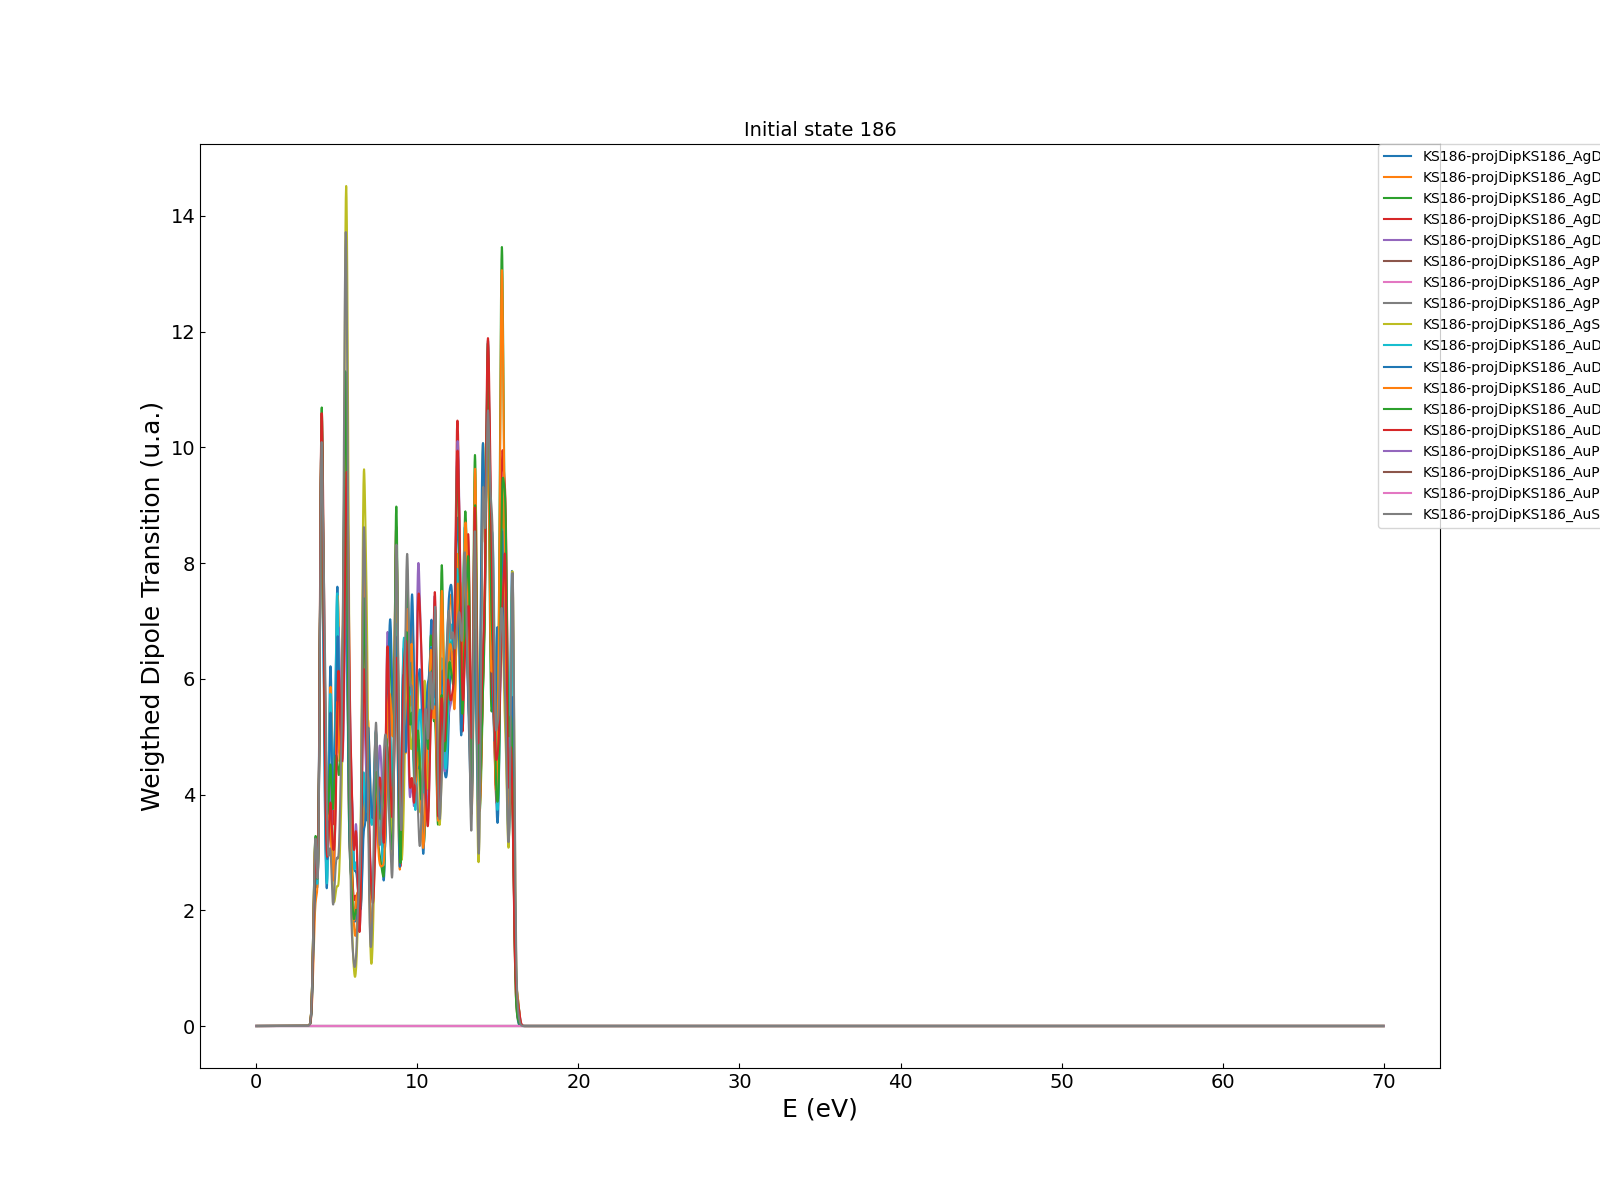 Initial state 186
KS186-projDipKS186_AgD
KS186-projDipKS186_AgD
KS186-projDipKS186_AgD
KS186-projDipKS186_AgD
KS186-projDipKS186_AgD
KS186-projDipKS186_AgP
KS186-projDipKS186_AgP
KS186-projDipKS186_AgP
KS186-projDipKS186_AgS
KS186-projDipKS186_AuD
KS186-projDipKS186_AuD
KS186-projDipKS186_AuD
KS186-projDipKS186_AuD
KS186-projDipKS186_AuD
KS186-projDipKS186_AuP
KS186-projDipKS186_AuP
KS186-projDipKS186_AuP
KS186-projDipKS186_AuS
Weigthed Dipole Transition (u.a.)
14
12
10
8
6
4
2
0
0 10 20 30 40 50 60 70
E (eV)